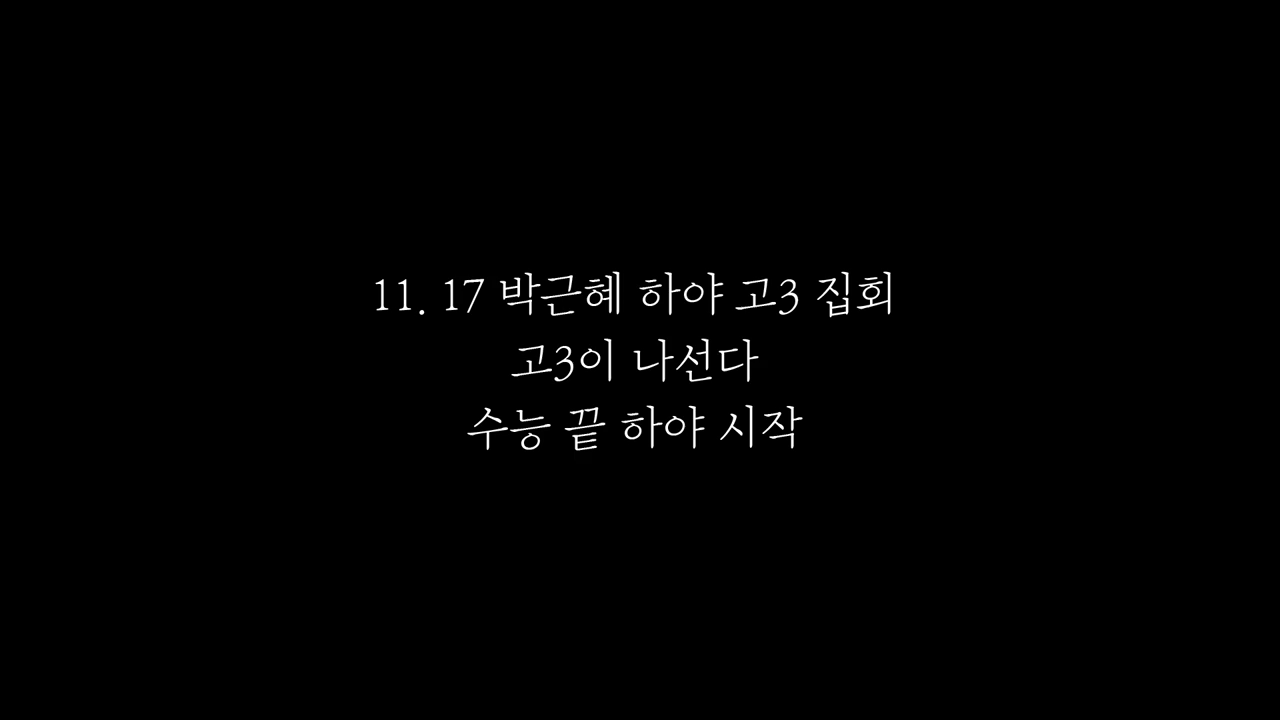 11. 17 박근혜 하야 고3 집회
고3이 나선다
수능 끝 하야 시작